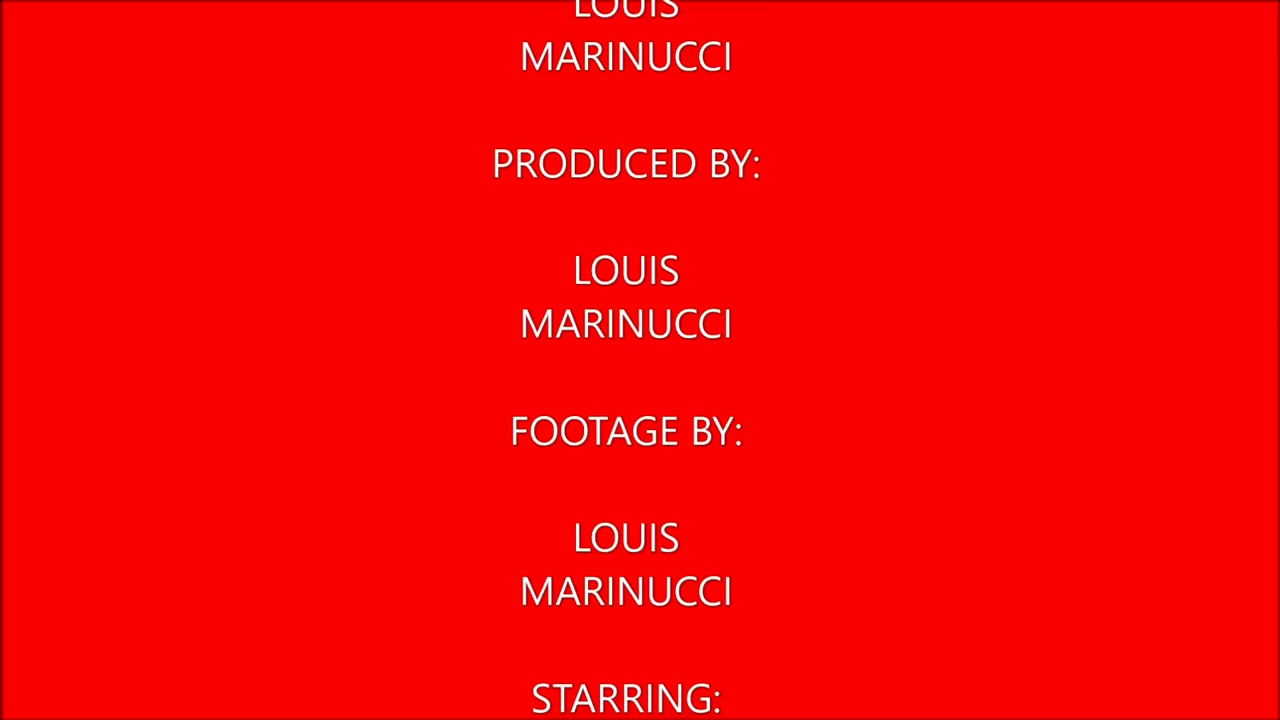 LOUIS
MARINUCCI
PRODUCED BY:
LOUIS
MARINUCCI
FOOTAGE BY:
LOUIS
MARINUCCI
STARRING: